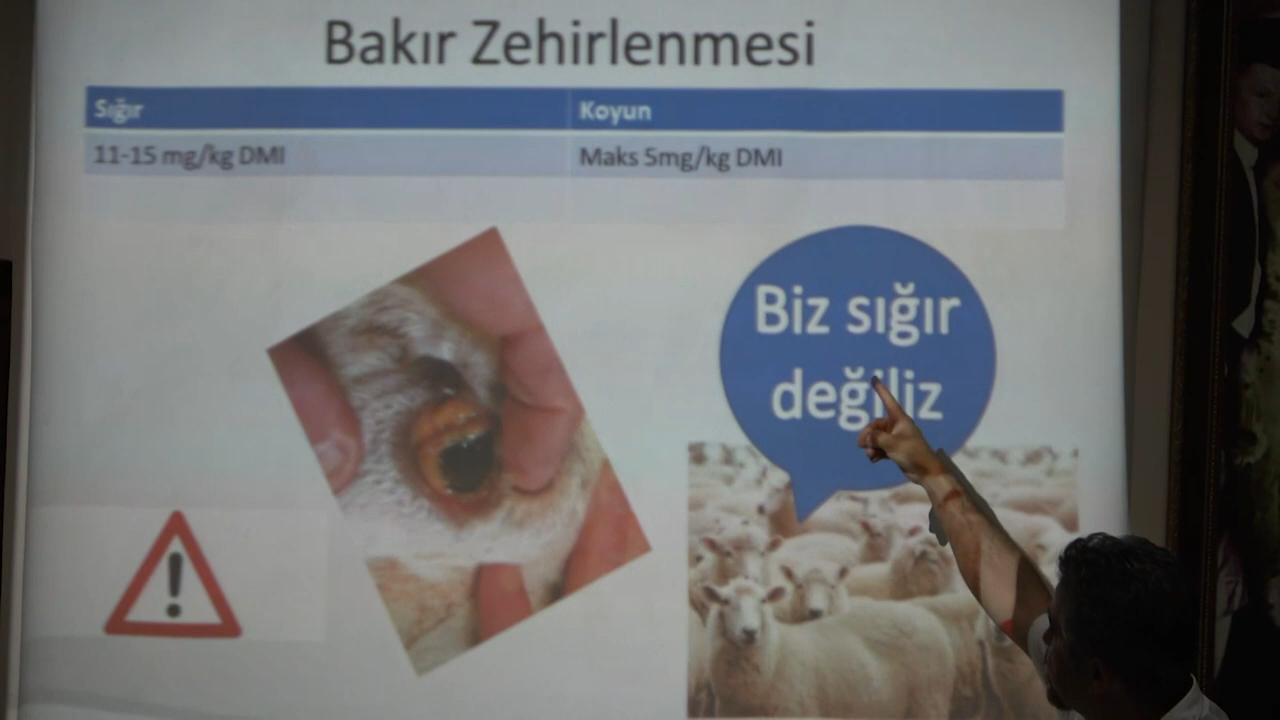 Bakır Zehirlenmesi
Sığır Koyun
11-15 mg/kg DMI Maks 5mg/kg DMI
Biz sığır
değiliz